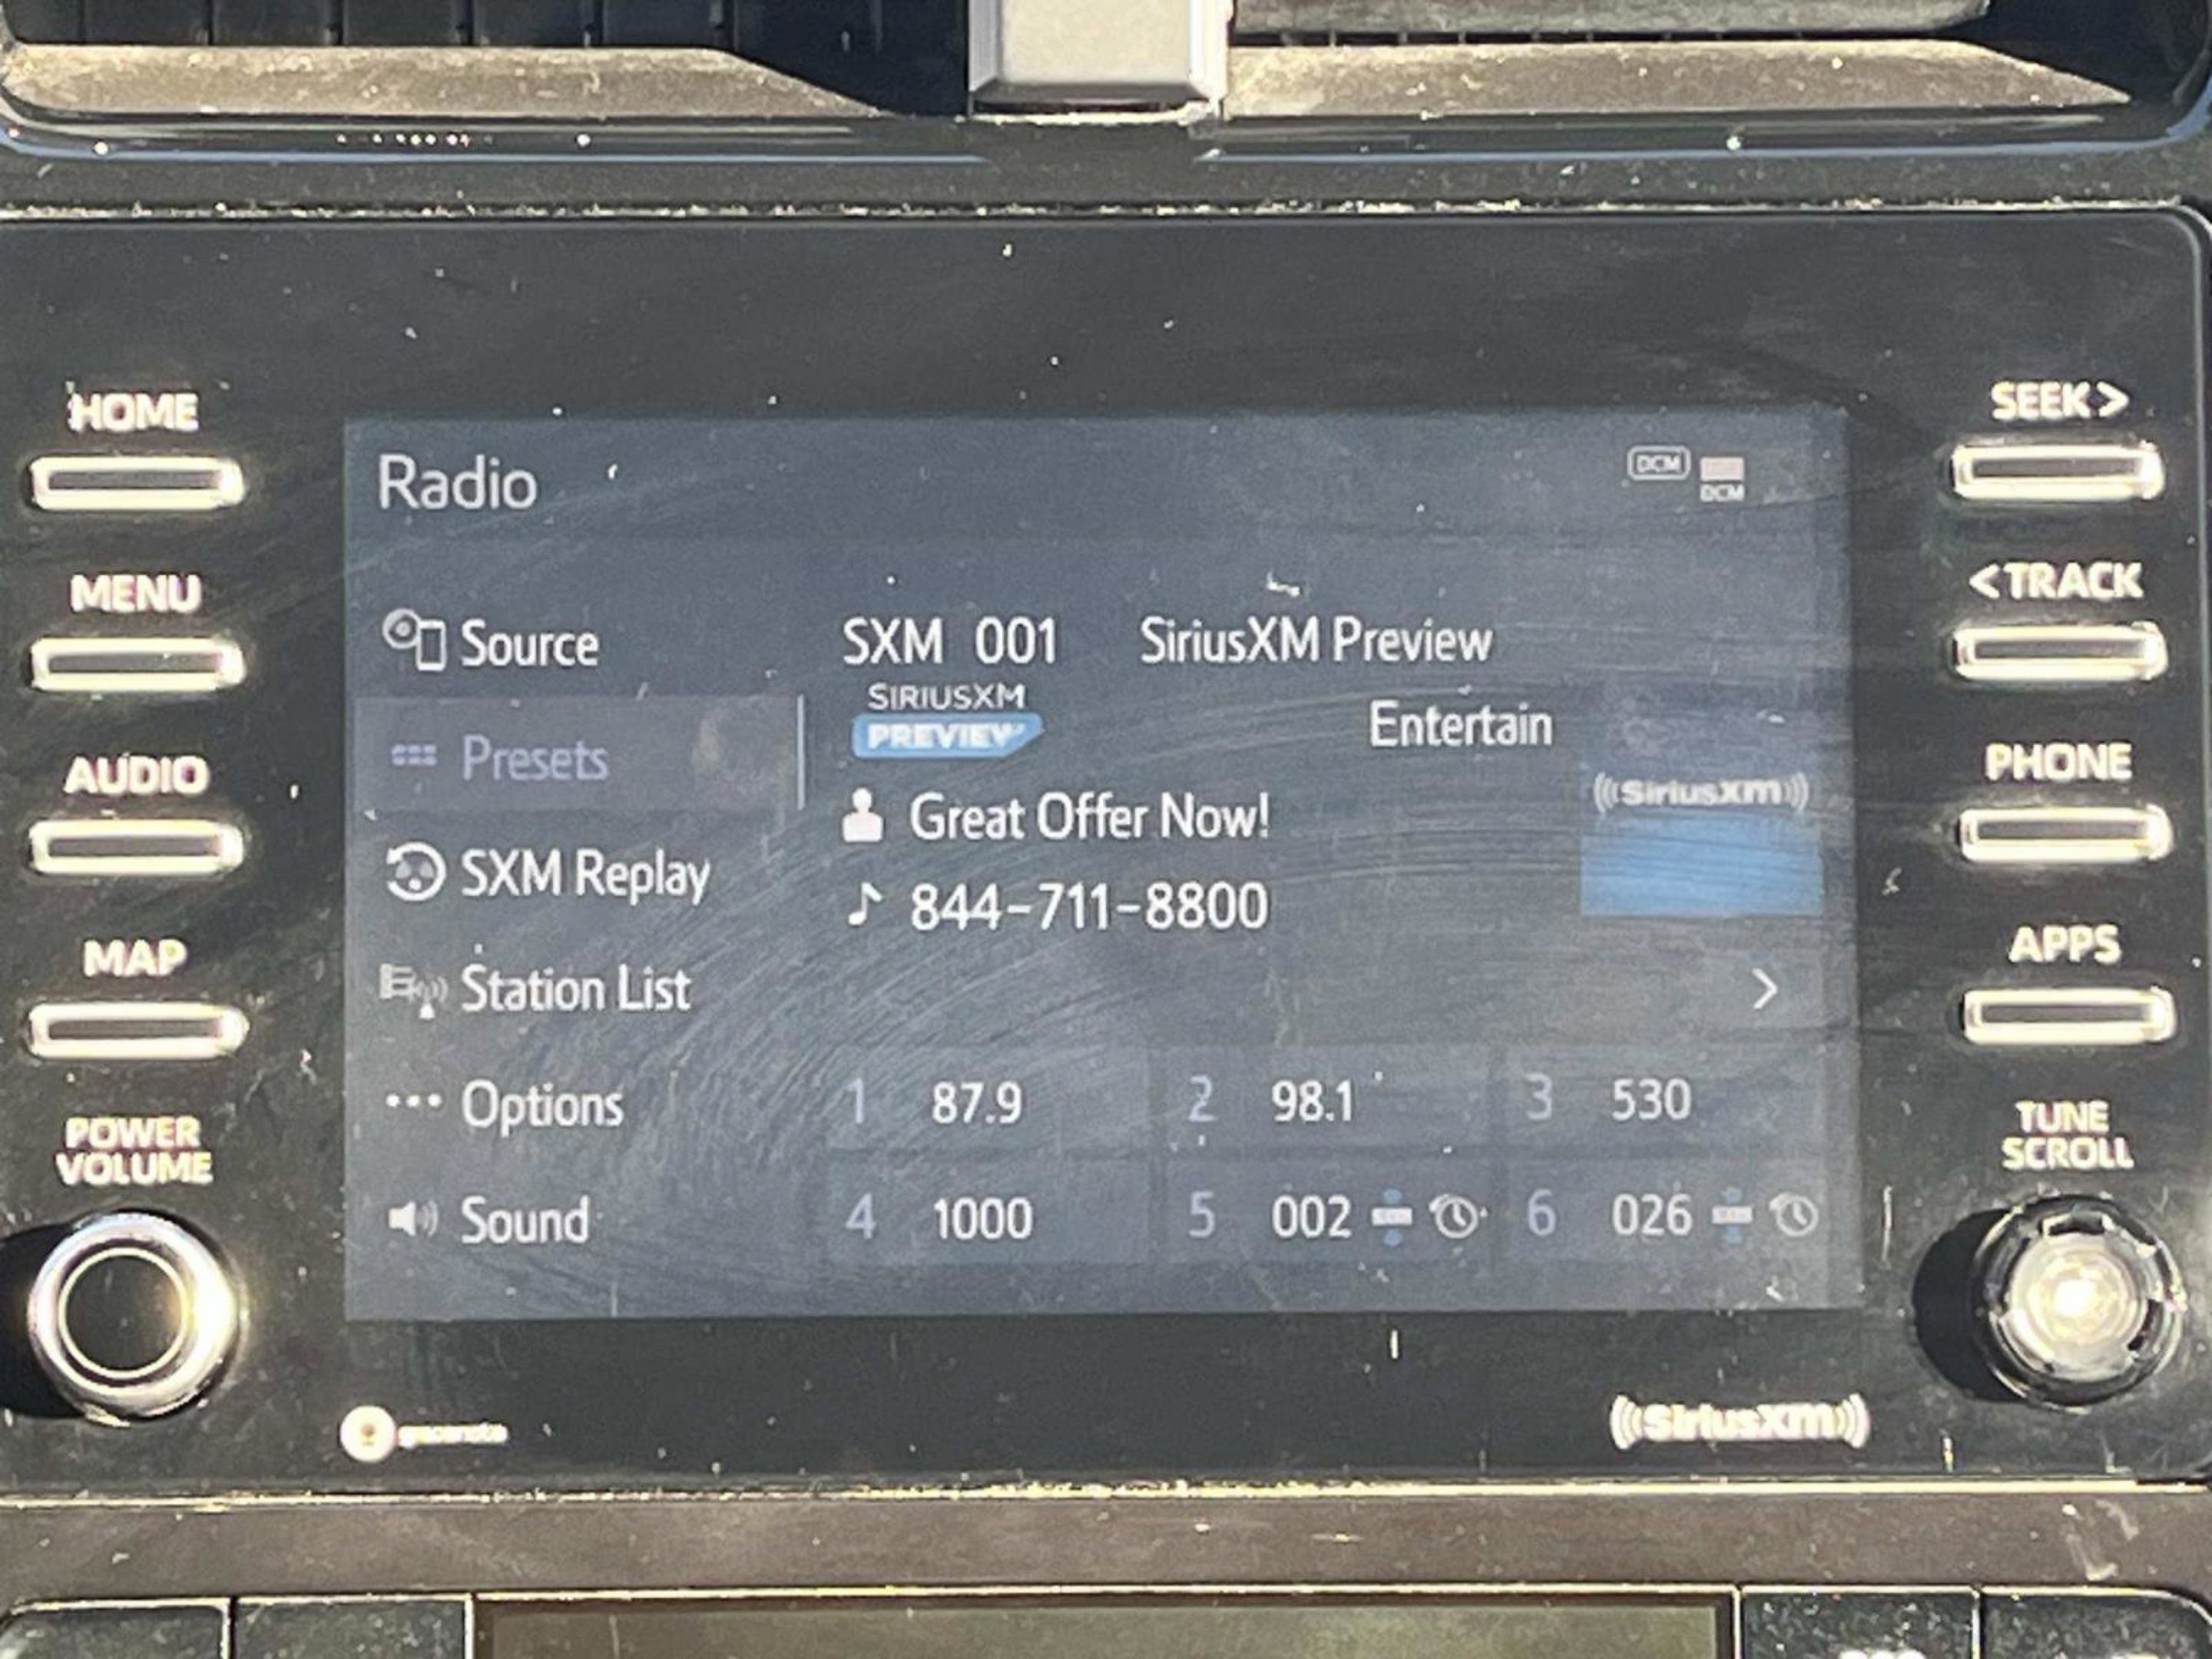 HOME
SEEK>
Radio
DCM
DCM
MENU
<TRACK
Source
SXM 001 SiriusXM Preview
SIRIUSXM
PREVIEW
Entertain
Presets
AUDIO
PHONE
SiriusXM
Great Offer Now!
SXM Replay
844-711-8800
MAP
APPS
Station List
>
Options
1 87.9 2 98.1 3 530
POWER
VOLUME
TUNE
SCROLL
Sound
4 1000 5 002 6 026
gracenote
SiriusXM